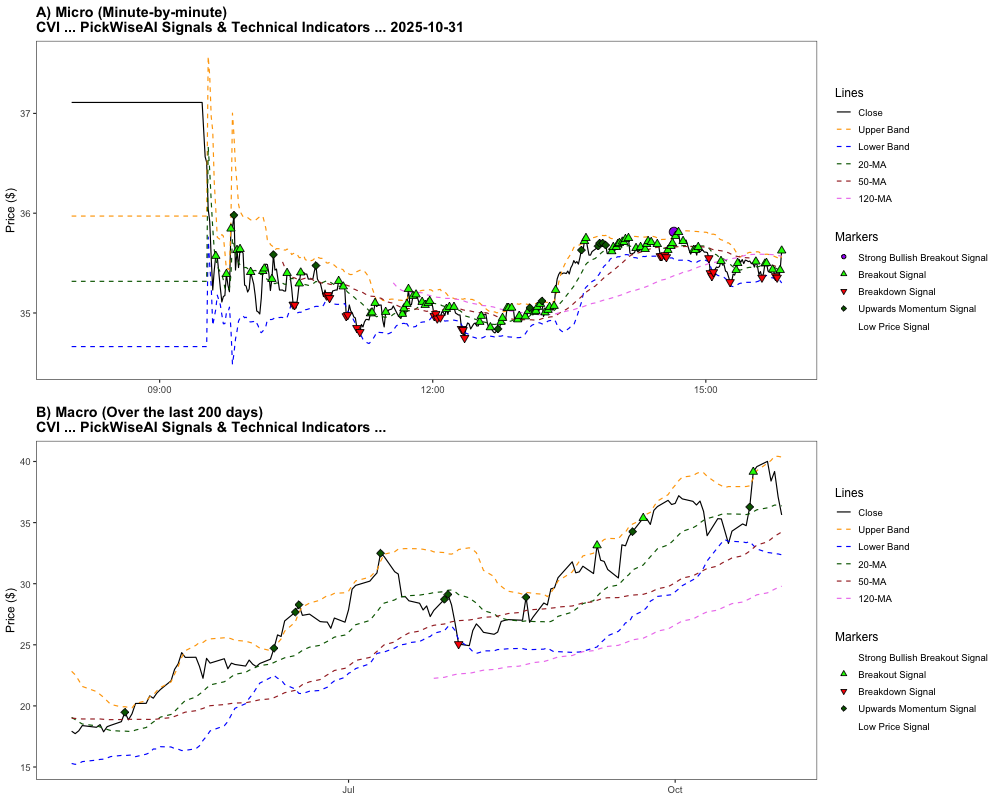 A) Micro (Minute-by-minute)
CVI ... PickWiseAI Signals & Technical Indicators ... 2025-10-31
Price ($)
37
36
35
09:00
12:00
15:00
Lines
Close
Upper Band
Lower Band
20-MA
50-MA
120-MA
Markers
Strong Bullish Breakout Signal
Breakout Signal
Breakdown Signal
Upwards Momentum Signal
Low Price Signal
B) Macro (Over the last 200 days)
CVI ... PickWiseAI Signals & Technical Indicators ...
Price ($)
40
35
30
25
20
15
Jul
Oct
Lines
Close
Upper Band
Lower Band
20-MA
50-MA
120-MA
Markers
Strong Bullish Breakout Signal
Breakout Signal
Breakdown Signal
Upwards Momentum Signal
Low Price Signal